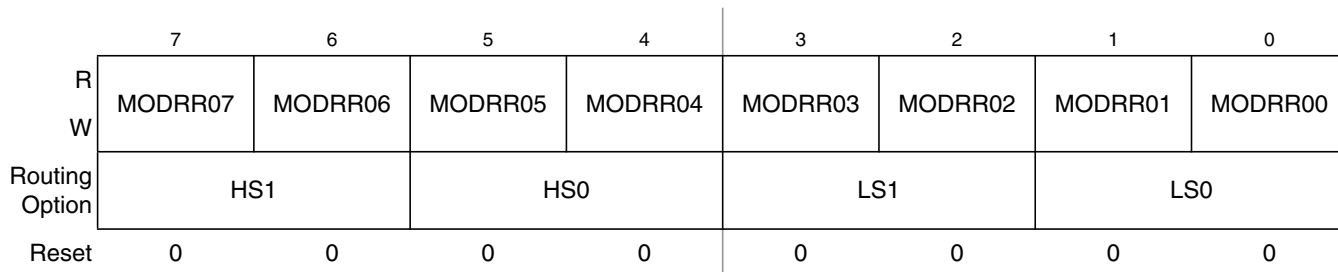 7 6 5 4 3 2 1 0
R
W
MODRR07 MODRR06 MODRR05 MODRR04 MODRR03 MODRR02 MODRR01 MODRR00
Routing
Option
HS1 HS0 LS1 LS0
Reset 0 0 0 0 0 0 0 0